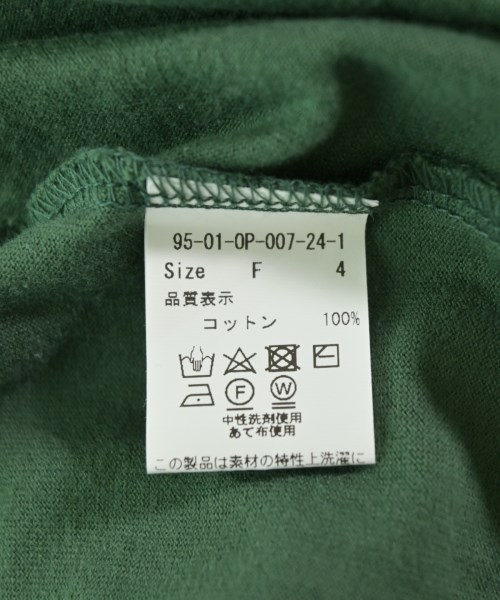 95-01-OP-007-24-1
Size F 4
品質表示
コットン 100%
F W
中性洗剤使用
あて布使用
この製品は素材の特性上洗濯に